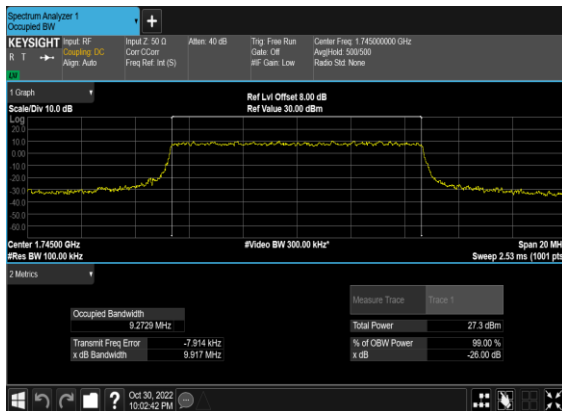 Spectrum Analyzer 1
Occupied BW
KEYSIGHT Input: RF Input Z: 50 Ω Atten: 40 dB Trig: Free Run Center Freq: 1.745000000 GHz
R T Coupling: DC Corr CCorr Gate: Off Avg|Hold: 500/500
Align: Auto Freq Ref: Int (S) #IF Gain: Low Radio Std: None
1 Graph
Ref Lvl Offset 8.00 dB
Scale/Div 10.0 dB Ref Value 30.00 dBm
Log
20.0
10.0
0.00
-10.0
-20.0
-30.0
-40.0
-50.0
-60.0
Center 1.74500 GHz #Video BW 300.00 kHz* Span 20 MH
#Res BW 100.00 kHz Sweep 2.53 ms (1001 pts
2 Metrics
Measure Trace Trace 1
Occupied Bandwidth
9.2729 MHz Total Power 27.3 dBm
Transmit Freq Error -7.914 kHz % of OBW Power 99.00 %
x dB Bandwidth 9.917 MHz x dB -26.00 dB
Oct 30, 2022
10:02:42 PM